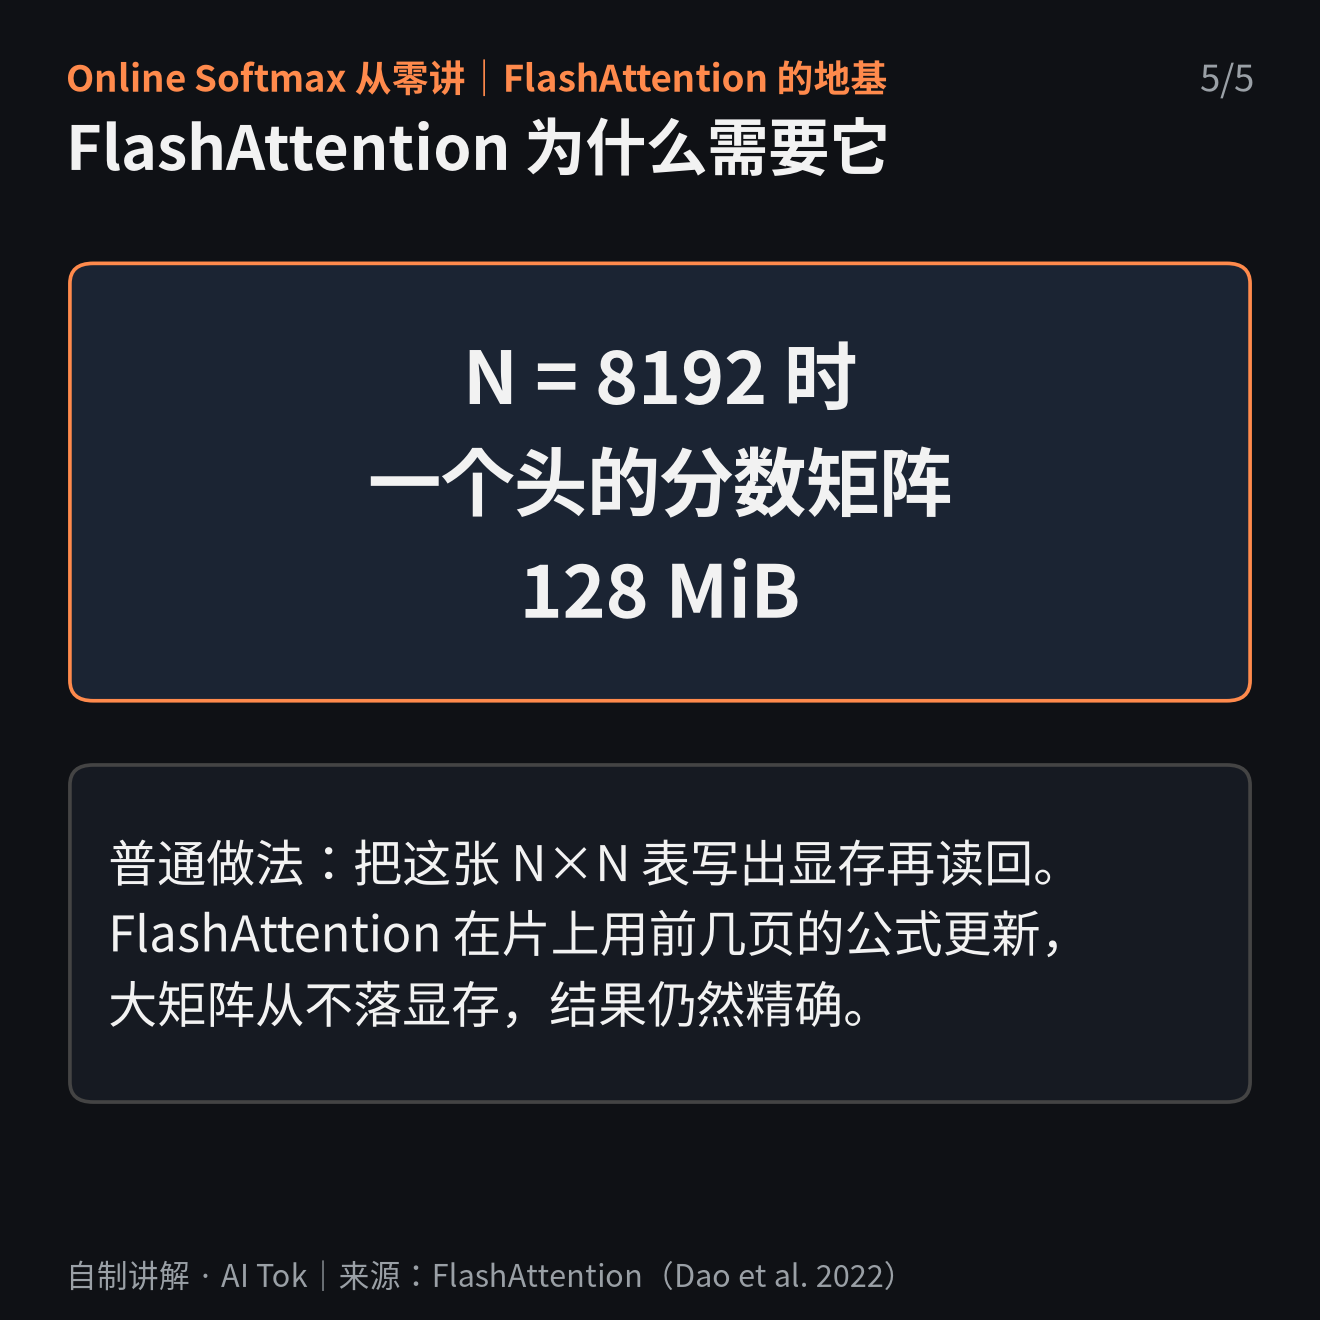 Online Softmax 从零讲｜FlashAttention 的地基
5/5
FlashAttention 为什么需要它
N = 8192 时
一个头的分数矩阵
128 MiB
普通做法：把这张 N×N 表写出显存再读回。
FlashAttention 在片上用前几页的公式更新，
大矩阵从不落显存，结果仍然精确。
自制讲解 · AI Tok｜来源：FlashAttention（Dao et al. 2022）